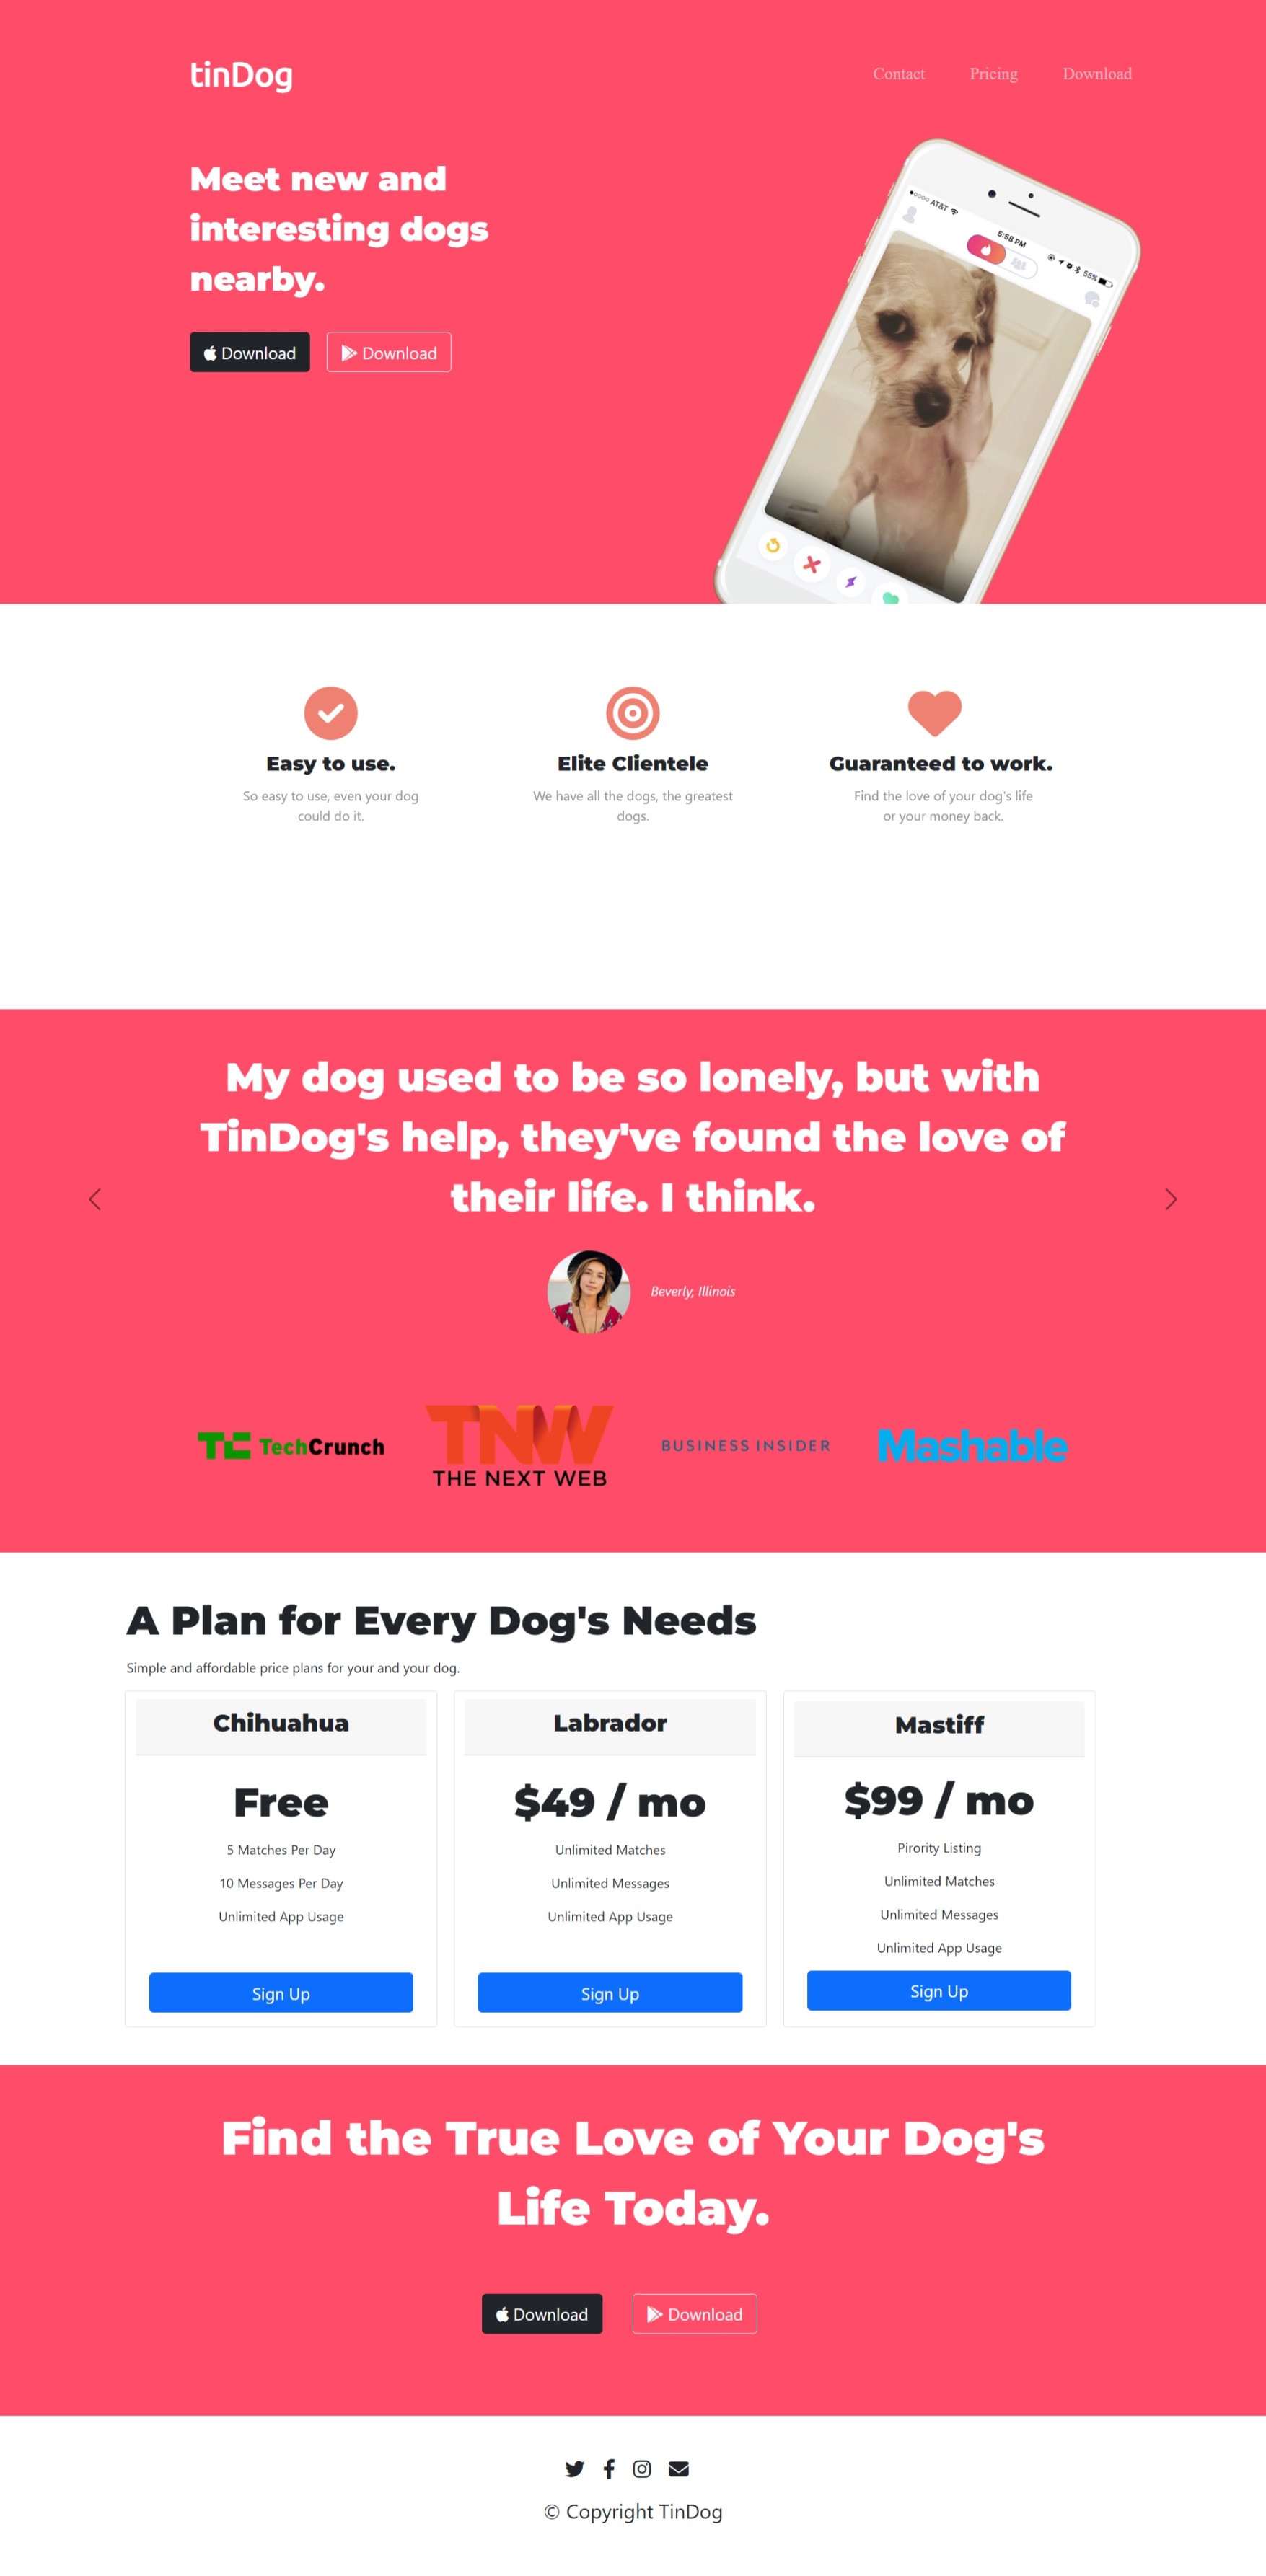 tinDog
Contact Pricing Download
Meet new and
interesting dogs
nearby.
Download Download
AT&T 5:58 PM 55%
Easy to use.
So easy to use, even your dog
could do it.
Elite Clientele
We have all the dogs, the greatest
dogs.
Guaranteed to work.
Find the love of your dog's life
or your money back.
My dog used to be so lonely, but with
TinDog's help, they've found the love of
their life. I think.
Beverly, Illinois
TC TechCrunch
TNW
THE NEXT WEB
BUSINESS INSIDER
Mashable
A Plan for Every Dog's Needs
Simple and affordable price plans for your and your dog.
Chihuahua
Free
5 Matches Per Day
10 Messages Per Day
Unlimited App Usage
Sign Up
Labrador
$49 / mo
Unlimited Matches
Unlimited Messages
Unlimited App Usage
Sign Up
Mastiff
$99 / mo
Pirority Listing
Unlimited Matches
Unlimited Messages
Unlimited App Usage
Sign Up
Find the True Love of Your Dog's
Life Today.
Download Download
© Copyright TinDog